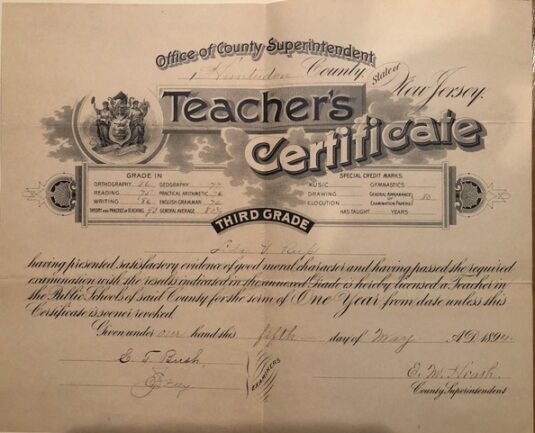 Office of County Superintendent
Hunterdon County, State of New Jersey.
Teacher's
Certificate
GRADE IN
ORTHOGRAPHY 86 GEOGRAPHY 77
READING 75 PRACTICAL ARITHMETIC
WRITING 86 ENGLISH GRAMMAR
THEORY AND PRACTICE OF TEACHING GENERAL AVERAGE
SPECIAL CREDIT MARKS.
MUSIC GYMNASTICS
DRAWING GENERAL APPEARANCE OF EXAMINATION PAPERS 80
ELOCUTION
HAS TAUGHT YEARS
THIRD GRADE
having presented satisfactory evidence of good moral character and having passed the required
examination with the results indicated in the annexed Grade is hereby licensed a Teacher in
the Public Schools of said County for the term of One Year from date unless this
Certificate is sooner revoked.
Given under our hand this fifth day of May A.D. 189
E. T. Bush
EXAMINERS
E. M.
County Superintendent